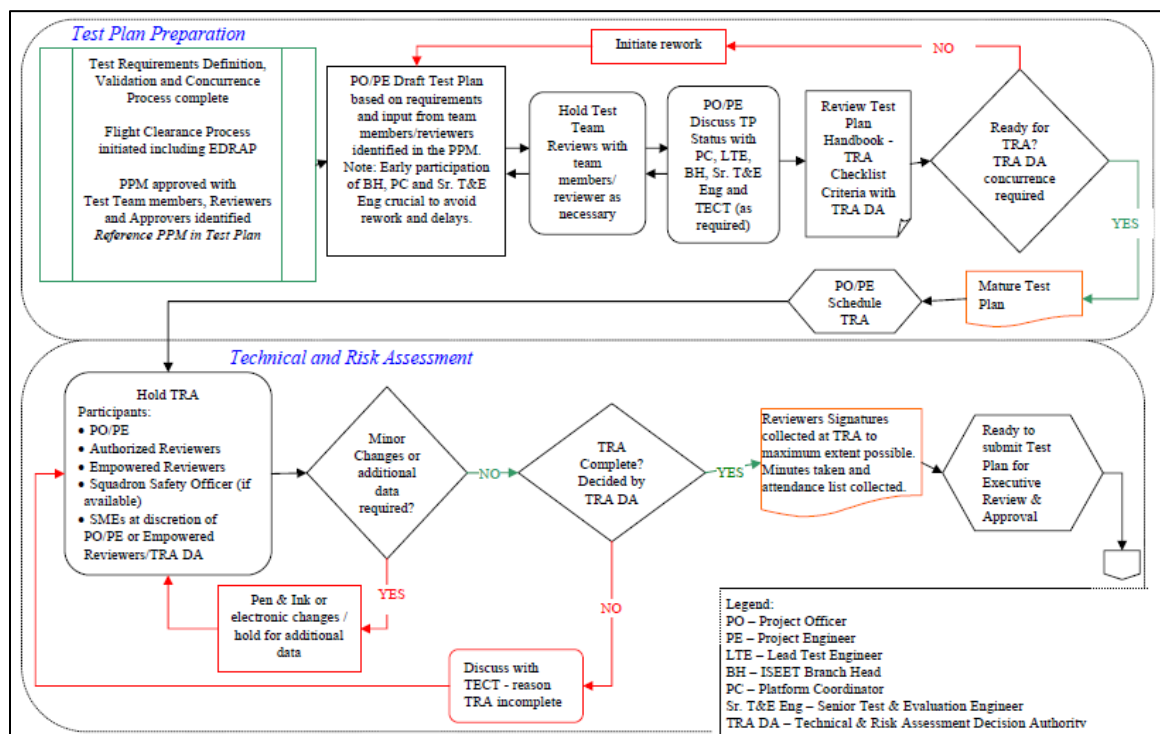 Test Plan Preparation
Test Requirements Definition,
Validation and Concurrence
Process complete
Flight Clearance Process
initiated including EDRAP
PPM approved with
Test Team members, Reviewers
and Approvers identified
Reference PPM in Test Plan
Initiate rework
NO
PO/PE Draft Test Plan
based on requirements
and input from team
members/reviewers
identified in the PPM.
Note: Early participation
of BH, PC and Sr. T&E
Eng crucial to avoid
rework and delays.
Hold Test
Team
Reviews with
team members/
reviewer as
necessary
PO/PE
Discuss TP
Status with
PC, LTE,
BH, Sr. T&E
Eng and
TECT (as
required)
Review Test
Plan
Handbook -
TRA
Checklist
Criteria with
TRA DA
Ready for
TRA?
TRA DA
concurrence
required
YES
Mature Test
Plan
PO/PE
Schedule
TRA
Technical and Risk Assessment
Hold TRA
Participants:
• PO/PE
• Authorized Reviewers
• Empowered Reviewers
• Squadron Safety Officer (if
available)
• SMEs at discretion of
PO/PE or Empowered
Reviewers/TRA DA
Minor
Changes or
additional
data
required?
NO
YES
Pen & Ink or
electronic changes /
hold for additional
data
TRA
Complete?
Decided by
TRA DA
YES
NO
Discuss with
TECT - reason
TRA incomplete
Reviewers Signatures
collected at TRA to
maximum extent possible.
Minutes taken and
attendance list collected.
Ready to
submit Test
Plan for
Executive
Review &
Approval
Legend:
PO – Project Officer
PE – Project Engineer
LTE – Lead Test Engineer
BH – ISEET Branch Head
PC – Platform Coordinator
Sr. T&E Eng – Senior Test & Evaluation Engineer
TRA DA – Technical & Risk Assessment Decision Authority